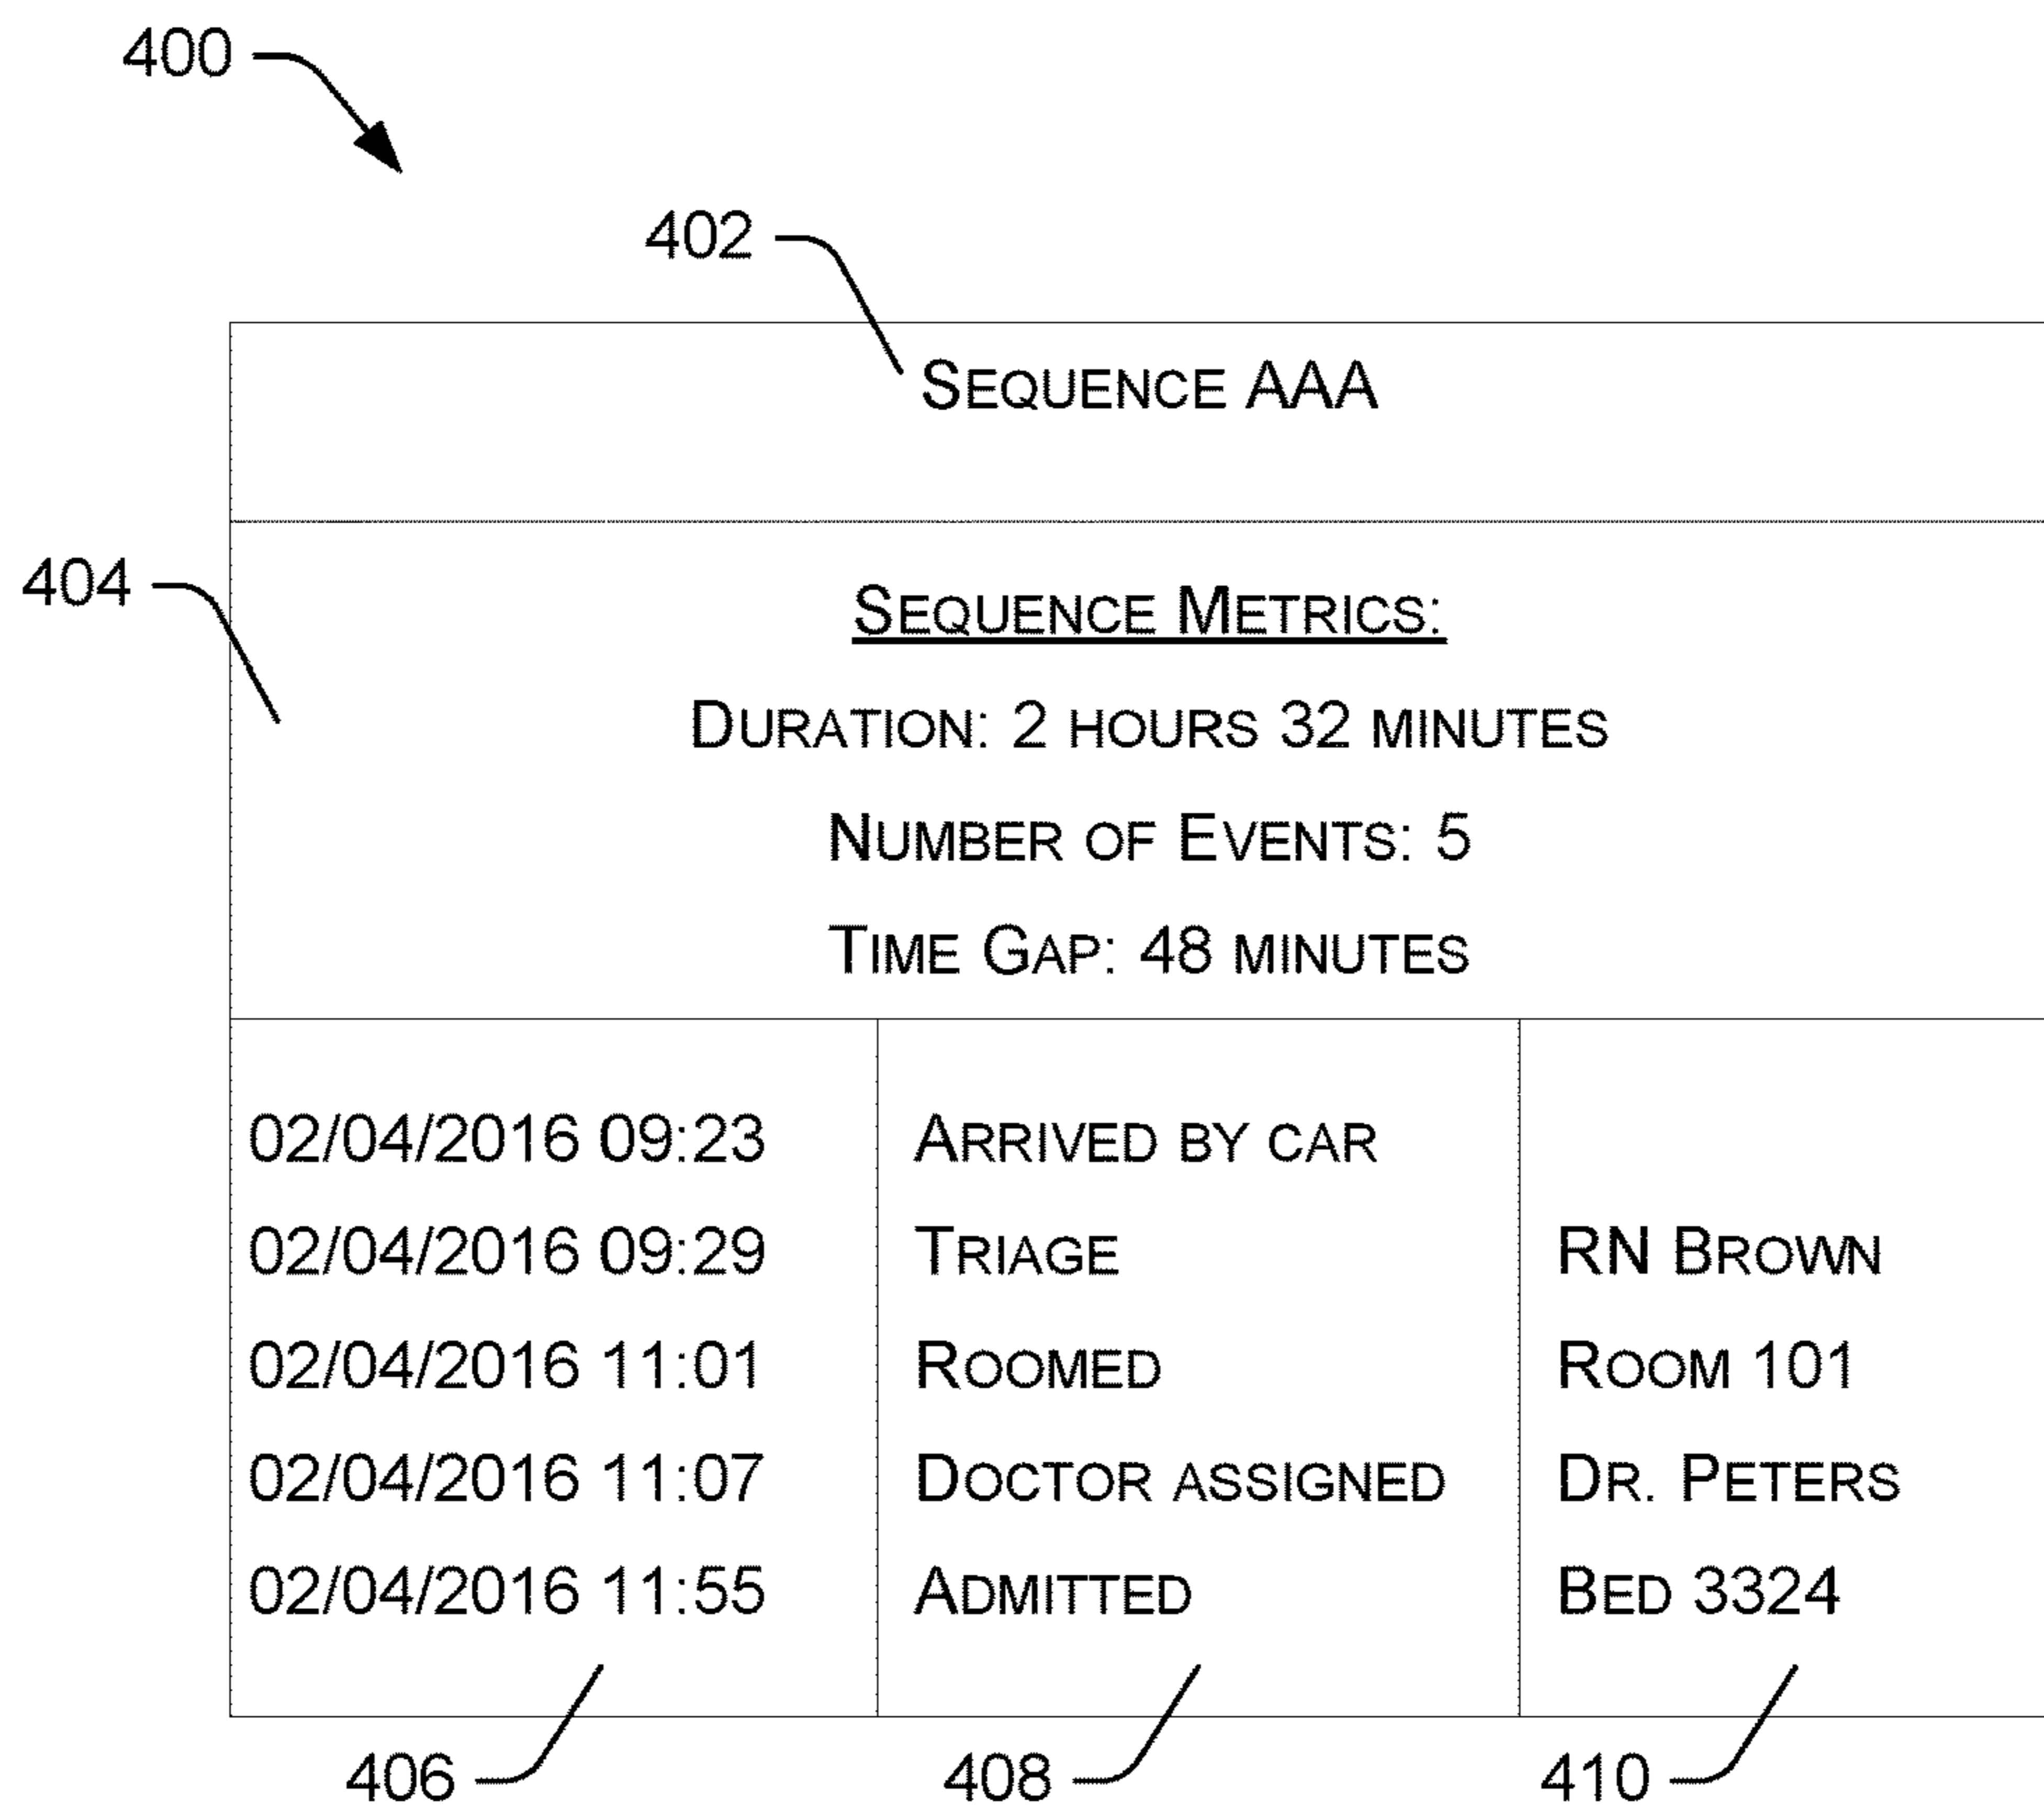 400
402
SEQUENCE AAA
404
SEQUENCE METRICS:
DURATION: 2 HOURS 32 MINUTES
NUMBER OF EVENTS: 5
TIME GAP: 48 MINUTES
02/04/2016 09:23 ARRIVED BY CAR
02/04/2016 09:29 TRIAGE RN BROWN
02/04/2016 11:01 ROOMED ROOM 101
02/04/2016 11:07 DOCTOR ASSIGNED DR. PETERS
02/04/2016 11:55 ADMITTED BED 3324
406 408 410